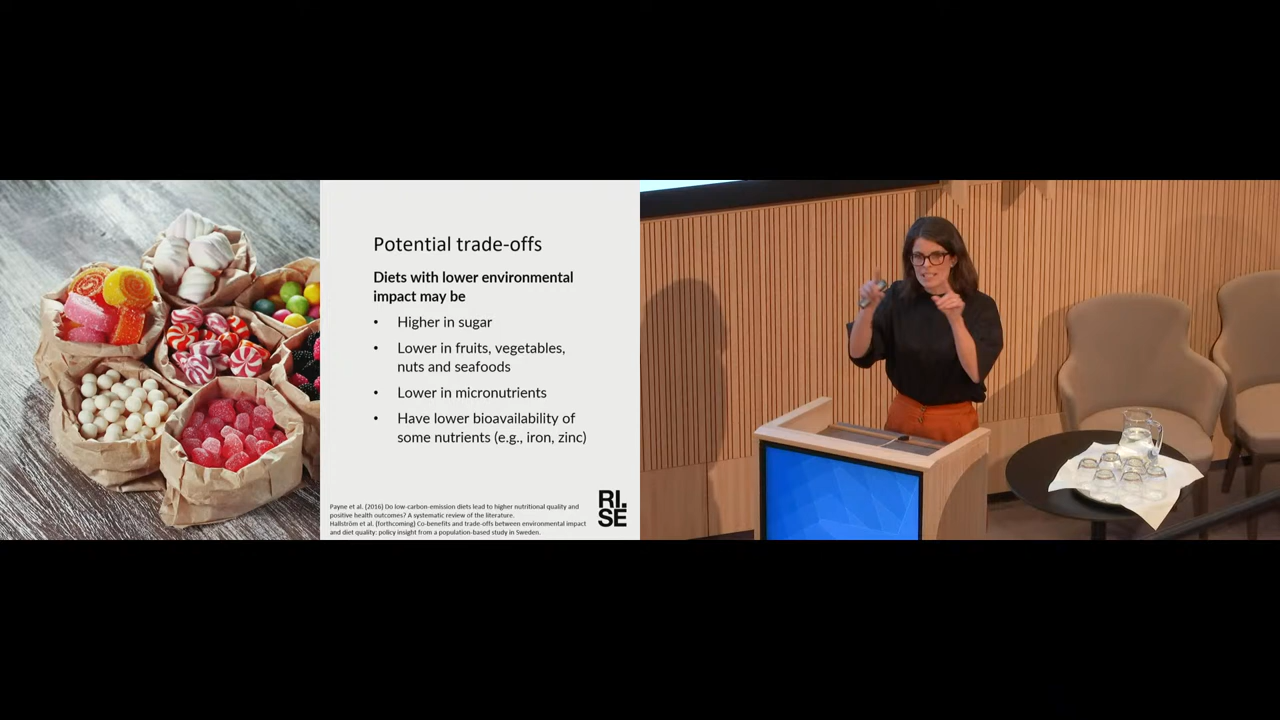 Potential trade-offs
Diets with lower environmental
impact may be
• Higher in sugar
• Lower in fruits, vegetables,
nuts and seafoods
• Lower in micronutrients
• Have lower bioavailability of
some nutrients (e.g., iron, zinc)
Payne et al. (2016) Do low-carbon-emission diets lead to higher nutritional quality and
positive health outcomes? A systematic review of the literature.
Hallström et al. (forthcoming) Co-benefits and trade-offs between environmental impact
and diet quality: policy insight from a population-based study in Sweden.
RI.
SE